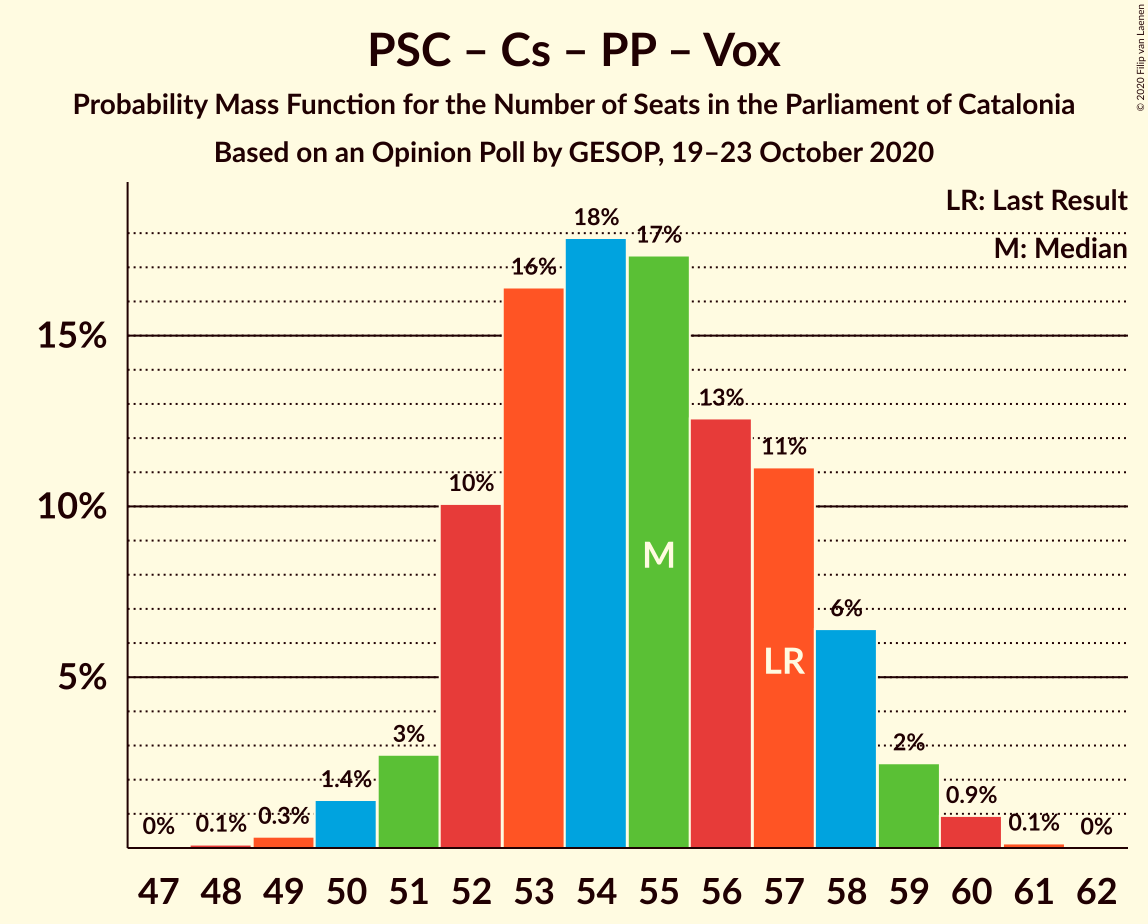 PSC – Cs – PP – Vox
Probability Mass Function for the Number of Seats in the Parliament of Catalonia
Based on an Opinion Poll by GESOP, 19–23 October 2020
© 2020 Filip van Laenen
LR: Last Result
M: Median
15%
10%
5%
0%
0.1%
0.3%
1.4%
3%
10%
16%
18%
17%
13%
11%
6%
2%
0.9%
0.1%
0%
M
LR
47 48 49 50 51 52 53 54 55 56 57 58 59 60 61 62